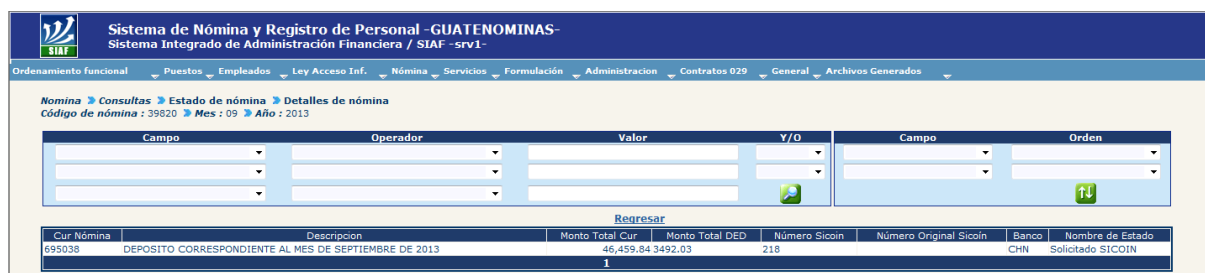 Sistema de Nómina y Registro de Personal -GUATENOMINAS-
Sistema Integrado de Administración Financiera / SIAF -srv1-
SIAF
Ordenamiento funcional Puestos Empleados Ley Acceso Inf. Nómina Servicios Formulación Administracion Contratos 029 General Archivos Generados
Nomina Consultas Estado de nómina Detalles de nómina
Código de nómina : 39820 Mes : 09 Año : 2013
Campo Operador Valor Y/O Campo Orden
Regresar
Cur Nómina Descripcion Monto Total Cur Monto Total DED Número Sicoin Número Original Sicoín Banco Nombre de Estado
695038 DEPOSITO CORRESPONDIENTE AL MES DE SEPTIEMBRE DE 2013 46,459.84 3492.03 218 CHN Solicitado SICOIN
1